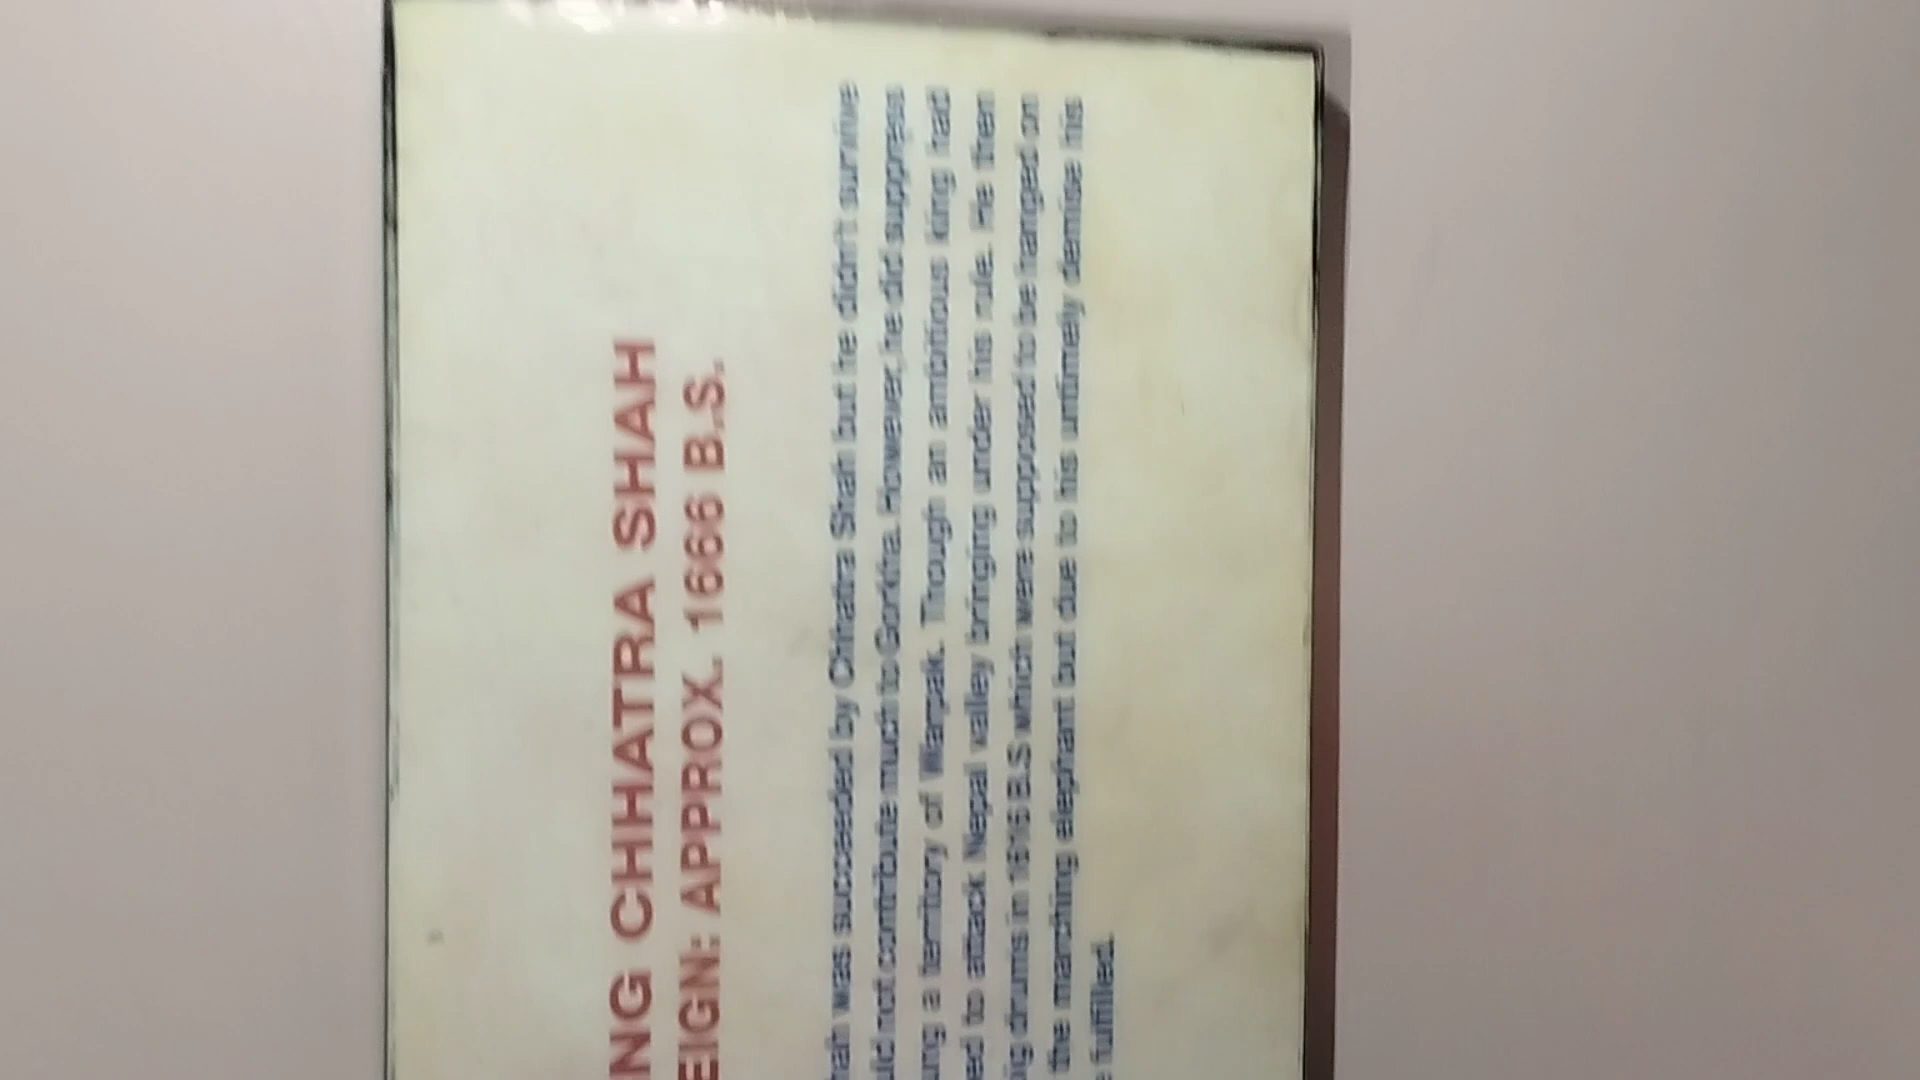 ING CHHATRA SHAH
EIGN: APPROX. 1666 B.S.
was succeeded by Chhatra Shah but he didn't survive
not contribute much to Gorkha. However, he did suppress
a territory of Warpak. Though an ambitious king had
to attack Nepal valley bringing under his rule. He then
drums in 1616 B.S which were supposed to be hanged on
the marching elephant but due to his untimely demise his
fulfilled.